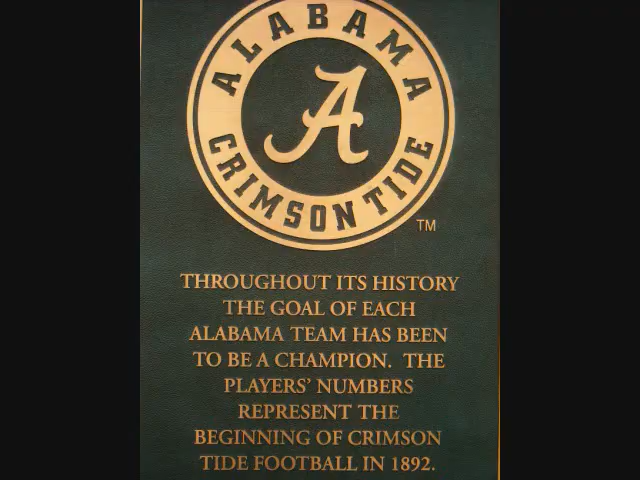 ALABAMA
A
CRIMSON TIDE
TM
THROUGHOUT ITS HISTORY
THE GOAL OF EACH
ALABAMA TEAM HAS BEEN
TO BE A CHAMPION. THE
PLAYERS' NUMBERS
REPRESENT THE
BEGINNING OF CRIMSON
TIDE FOOTBALL IN 1892.